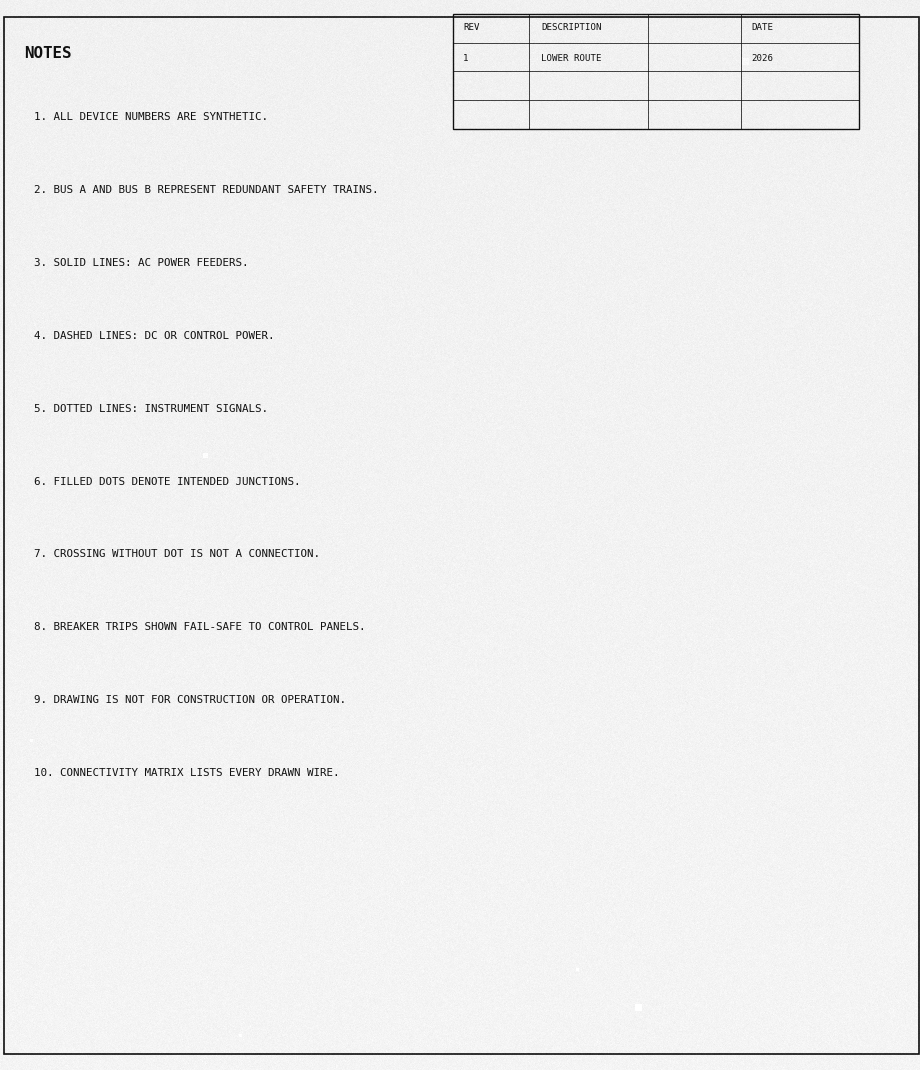 REV DESCRIPTION DATE
NOTES
1 LOWER ROUTE 2026
1. ALL DEVICE NUMBERS ARE SYNTHETIC.
2. BUS A AND BUS B REPRESENT REDUNDANT SAFETY TRAINS.
3. SOLID LINES: AC POWER FEEDERS.
4. DASHED LINES: DC OR CONTROL POWER.
5. DOTTED LINES: INSTRUMENT SIGNALS.
6. FILLED DOTS DENOTE INTENDED JUNCTIONS.
7. CROSSING WITHOUT DOT IS NOT A CONNECTION.
8. BREAKER TRIPS SHOWN FAIL-SAFE TO CONTROL PANELS.
9. DRAWING IS NOT FOR CONSTRUCTION OR OPERATION.
10. CONNECTIVITY MATRIX LISTS EVERY DRAWN WIRE.